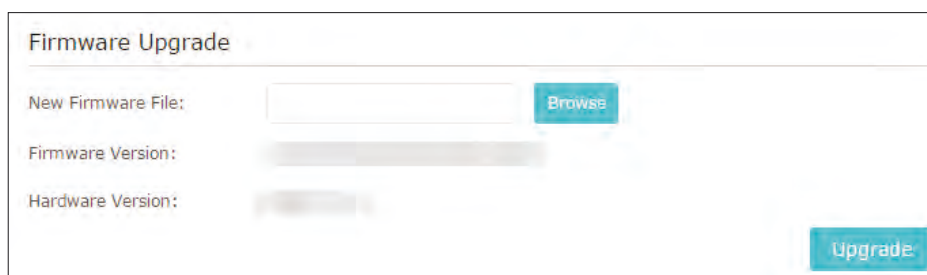 Firmware Upgrade
New Firmware File: Browse
Firmware Version:
Hardware Version:
Upgrade